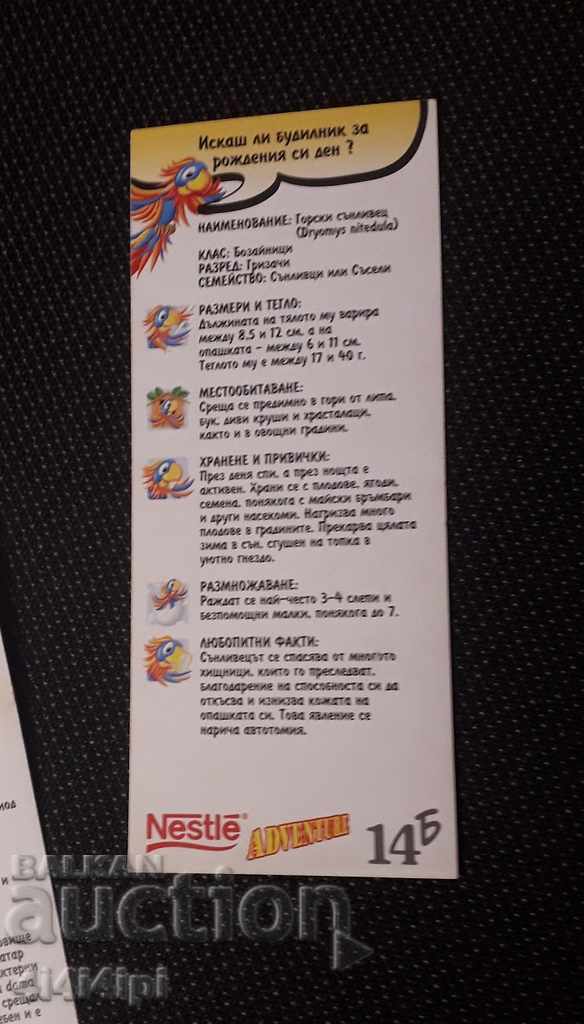 Искаш ли будилник за
рождения си ден ?
НАИМЕНОВАНИЕ: Горски сънливец
(Dryomys nitedula)
КЛАС: Бозайници
РАЗРЕД: Гризачи
СЕМЕЙСТВО: Сънливци или Съсели
РАЗМЕРИ И ТЕГЛО:
Дължината на тялото му варира
между 8.5 и 12 см, а на
опашката - между 6 и 11 см.
Теглото му е между 17 и 40 г.
МЕСТООБИТАВАНЕ:
Среща се предимно в гори от липа,
бук, диви круши и храсталаци,
както и в овощни градини.
ХРАНЕНЕ И ПРИВИЧКИ:
През деня спи, а през нощта е
активен. Храни се с плодове, ягоди,
семена, понякога с майски бръмбари
и други насекоми. Нагризва много
плодове в градините. Прекарва цялата
зима в сън, сгушен на топка в
уютно гнездо.
РАЗМНОЖАВАНЕ:
Раждат се най-често 3-4 слепи и
безпомощни малки, понякога до 7.
ЛЮБОПИТНИ ФАКТИ:
Сънливецът се спасява от многото
хищници, които го преследват,
благодарение на способността си да
откъсва и изнизва кожата на
опашката си. Това явление се
нарича автотомия.
Nestlé® ADVENTURE 14Б
и
BALKAN
auction
si414ipi